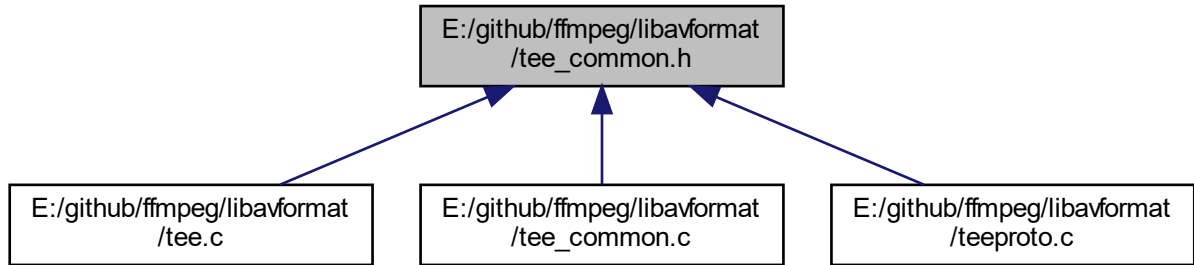 E:/github/ffmpeg/libavformat
/tee_common.h
E:/github/ffmpeg/libavformat
/tee.c
E:/github/ffmpeg/libavformat
/tee_common.c
E:/github/ffmpeg/libavformat
/teeproto.c